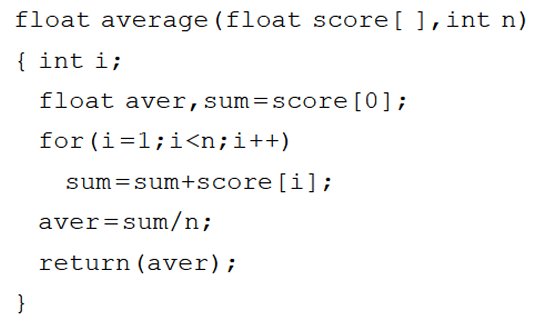 float average(float score[ ],int n)
{ int i;
float aver,sum=score[0];
for(i=1;i<n;i++)
sum=sum+score[i];
aver=sum/n;
return(aver);
}